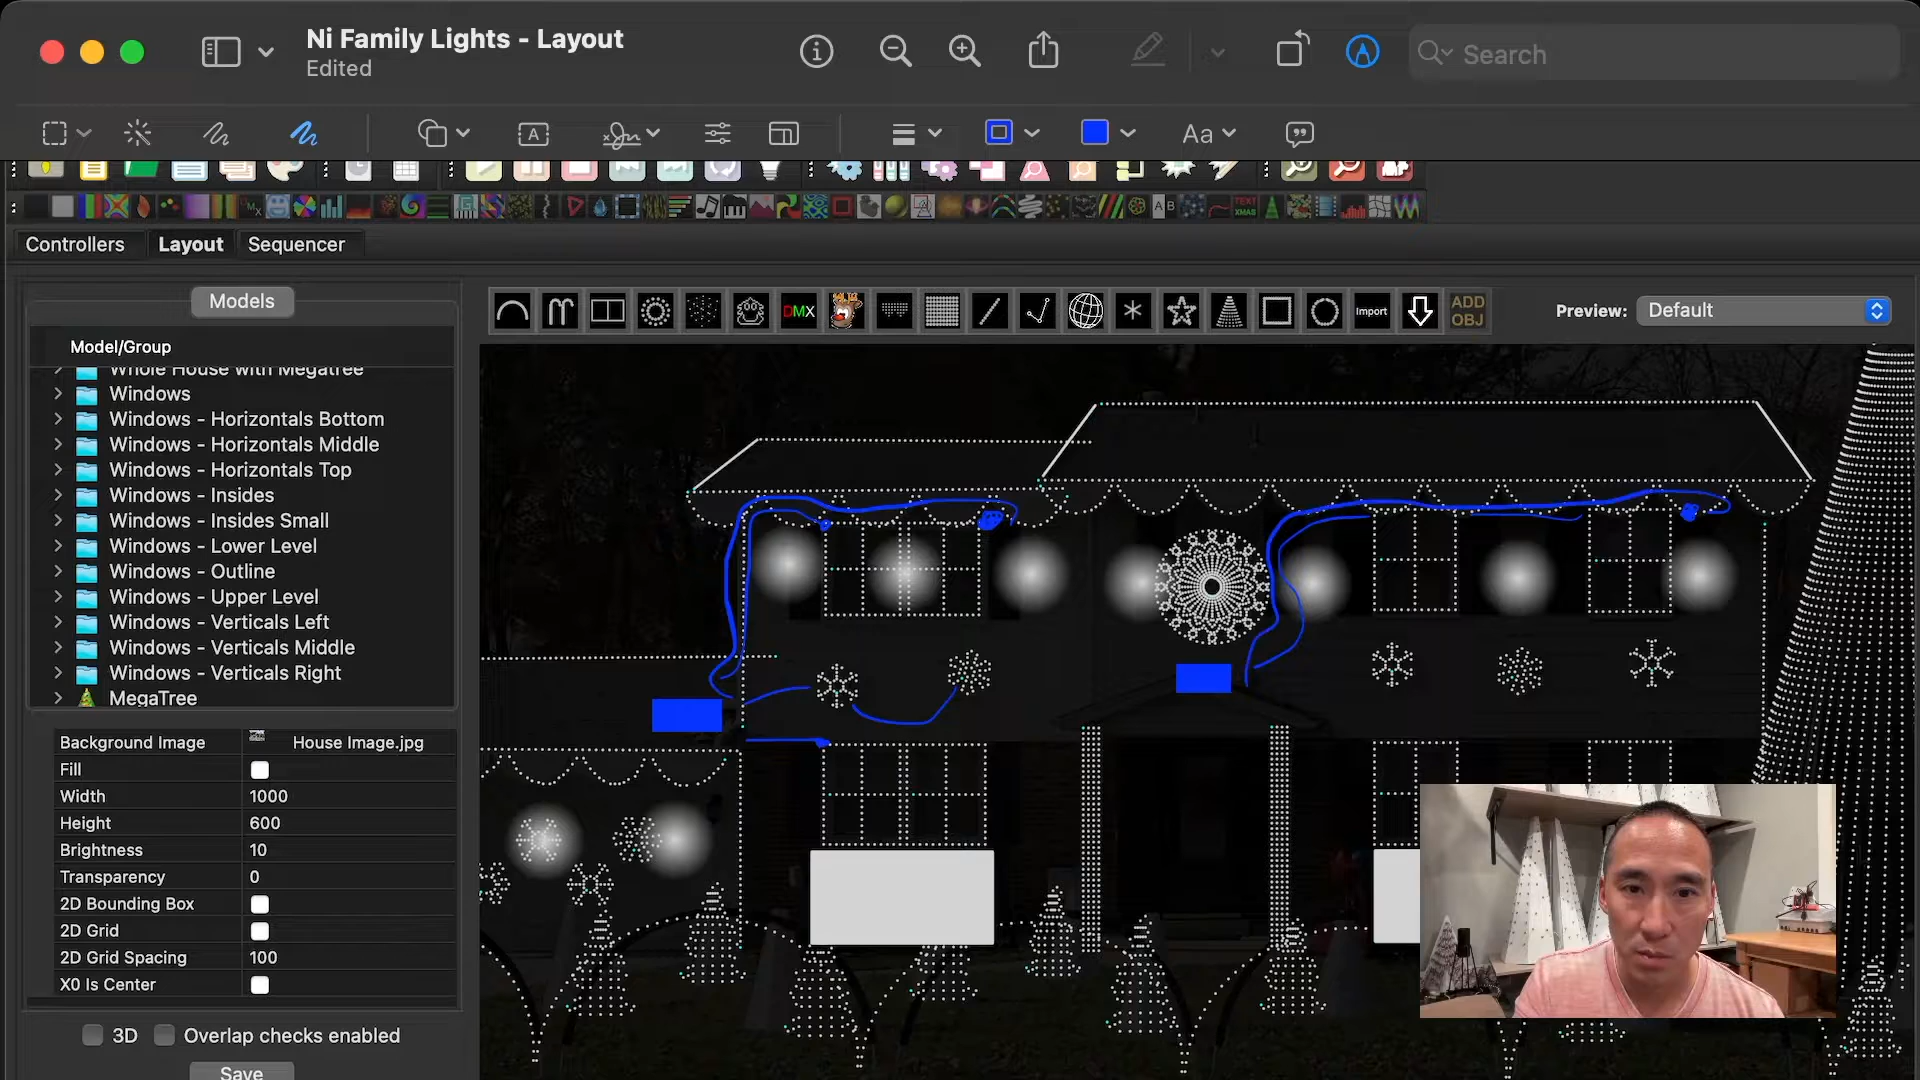 Ni Family Lights - Layout
Edited
Search
A
Aa
Controllers
Layout
Sequencer
Models
DMX
Import
ADD
OBJ
Preview:
Default
Model/Group
Whole House with Megatree
Windows
Windows - Horizontals Bottom
Windows - Horizontals Middle
Windows - Horizontals Top
Windows - Insides
Windows - Insides Small
Windows - Lower Level
Windows - Outline
Windows - Upper Level
Windows - Verticals Left
Windows - Verticals Middle
Windows - Verticals Right
MegaTree
Background Image House Image.jpg
Fill
Width 1000
Height 600
Brightness 10
Transparency 0
2D Bounding Box
2D Grid
2D Grid Spacing 100
X0 Is Center
3D
Overlap checks enabled
Save